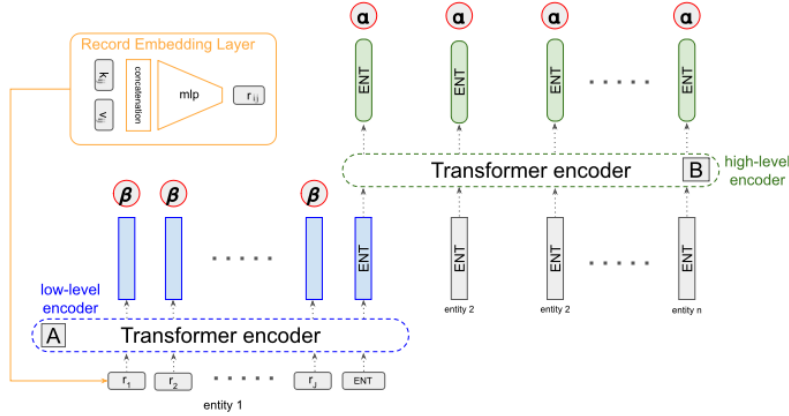 Record Embedding Layer
k_ij
v_ij
concatenation
mlp
r_ij
α
α
α
α
ENT
ENT
ENT
ENT
Transformer encoder
B
high-level
encoder
β
β
β
ENT
ENT
ENT
ENT
entity 2
entity 2
entity n
low-level
encoder
A
Transformer encoder
r_1
r_2
r_J
ENT
entity 1